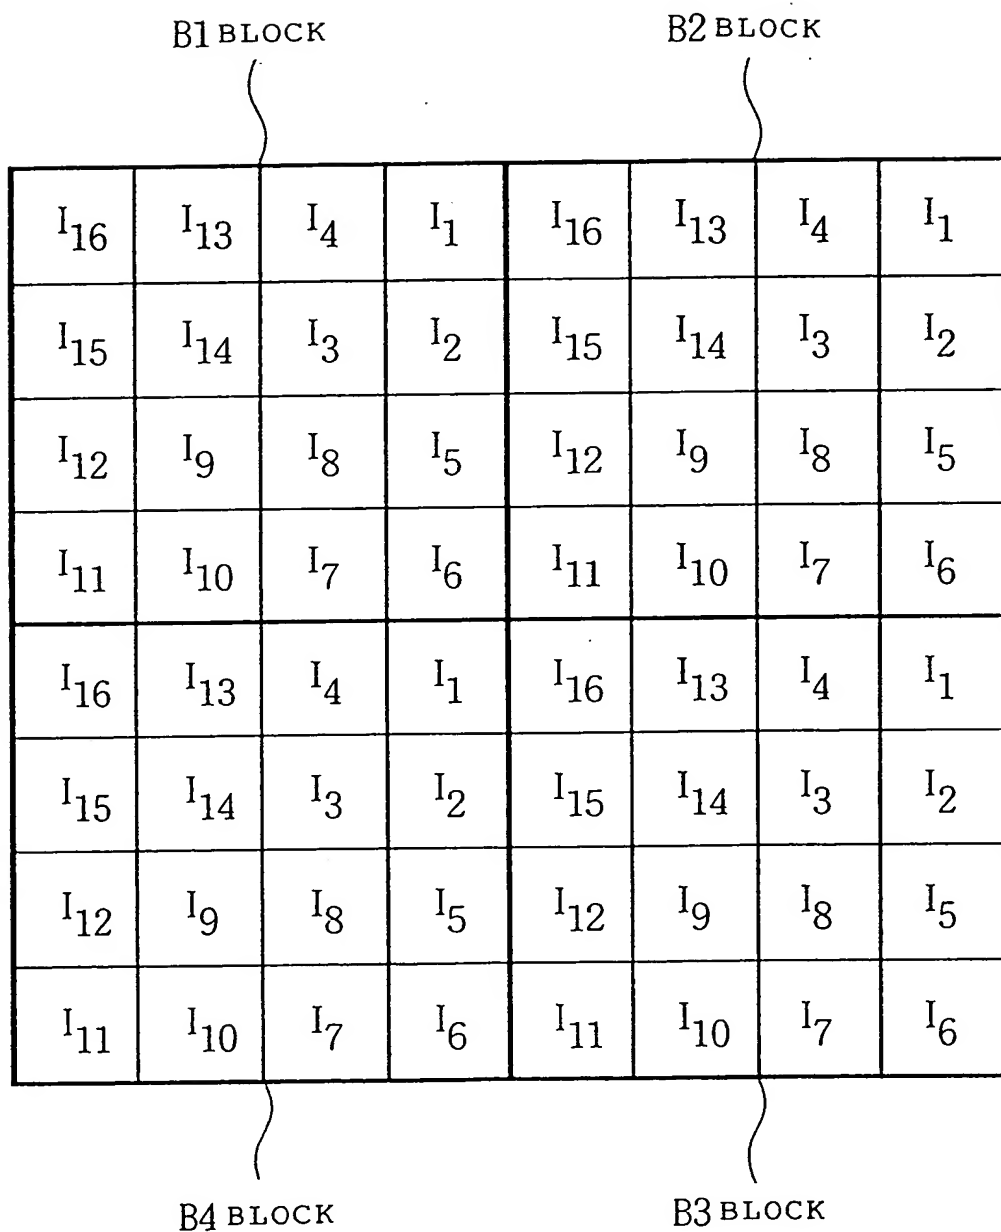 B1 BLOCK B2 BLOCK
I16 I13 I4 I1 I16 I13 I4 I1
I15 I14 I3 I2 I15 I14 I3 I2
I12 I9 I8 I5 I12 I9 I8 I5
I11 I10 I7 I6 I11 I10 I7 I6
I16 I13 I4 I1 I16 I13 I4 I1
I15 I14 I3 I2 I15 I14 I3 I2
I12 I9 I8 I5 I12 I9 I8 I5
I11 I10 I7 I6 I11 I10 I7 I6
B4 BLOCK B3 BLOCK